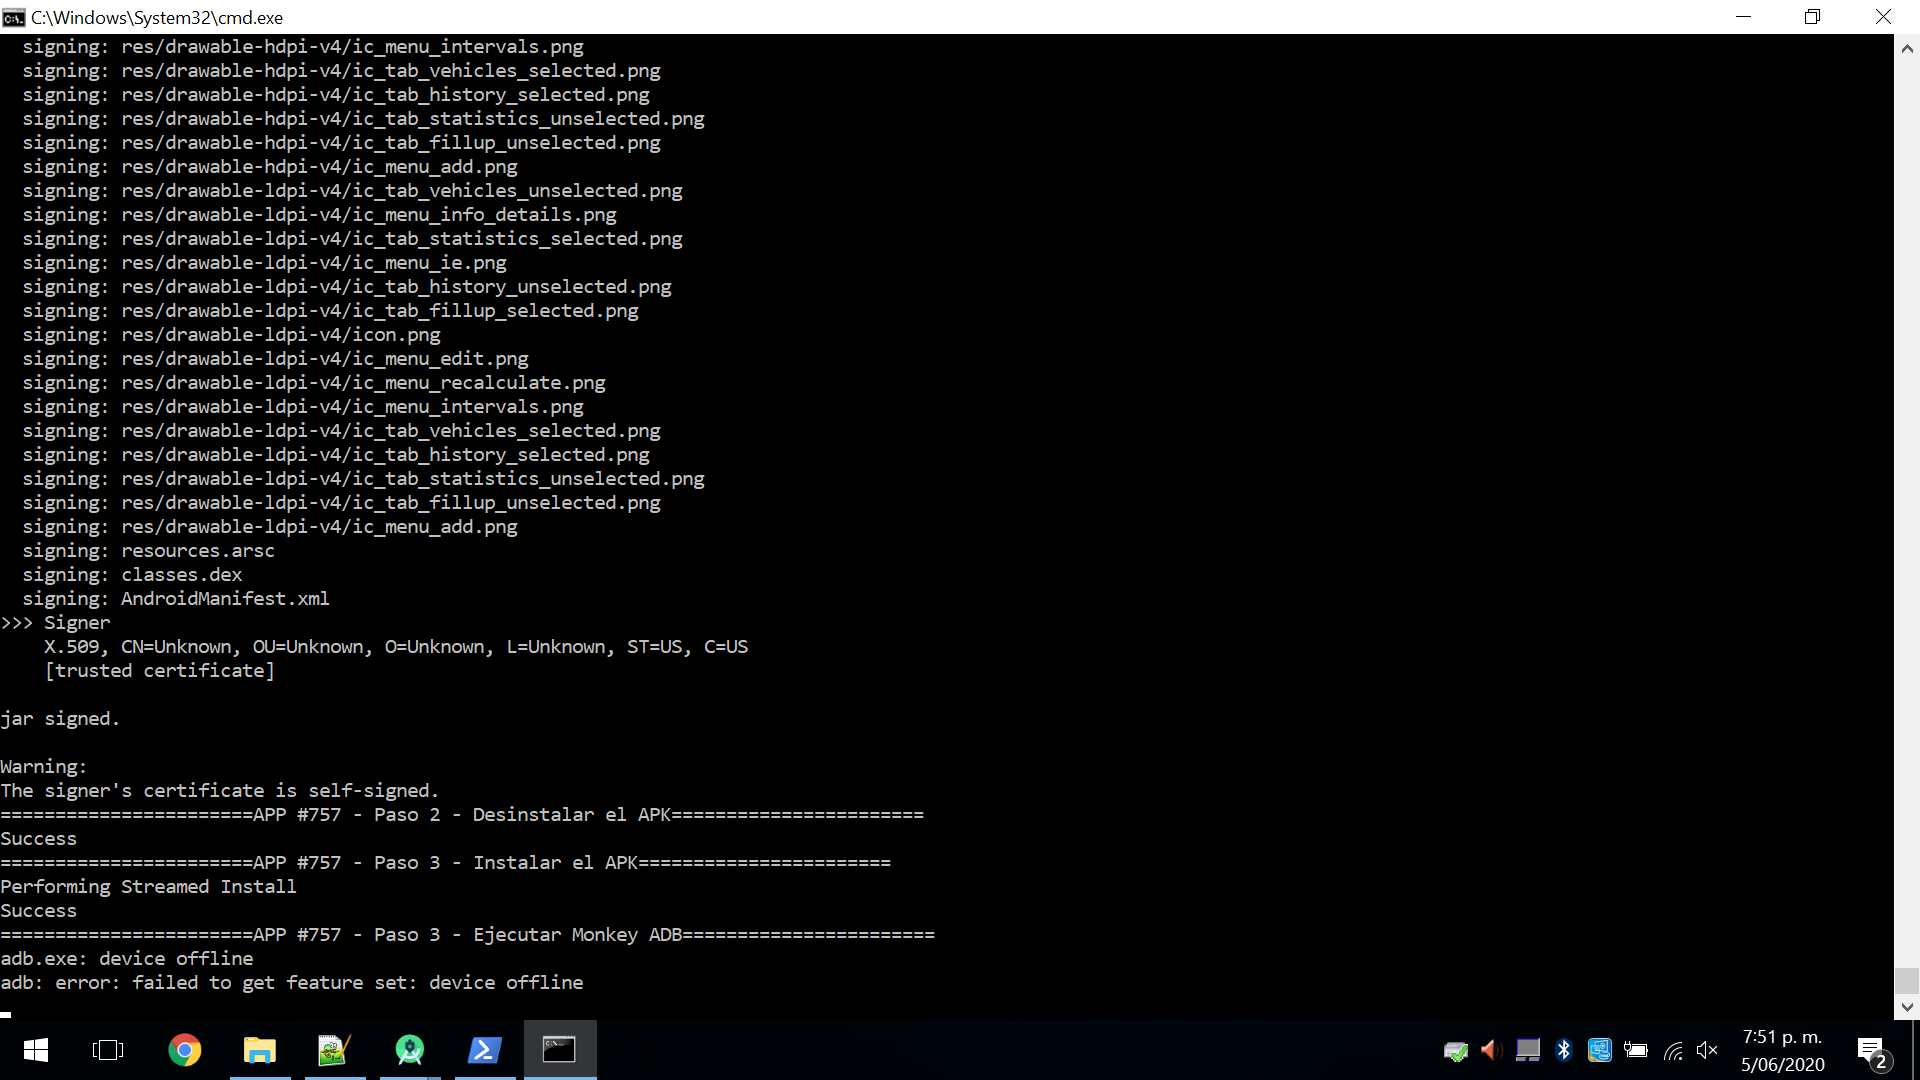 C:\Windows\System32\cmd.exe
signing: res/drawable-hdpi-v4/ic_menu_intervals.png
signing: res/drawable-hdpi-v4/ic_tab_vehicles_selected.png
signing: res/drawable-hdpi-v4/ic_tab_history_selected.png
signing: res/drawable-hdpi-v4/ic_tab_statistics_unselected.png
signing: res/drawable-hdpi-v4/ic_tab_fillup_unselected.png
signing: res/drawable-hdpi-v4/ic_menu_add.png
signing: res/drawable-ldpi-v4/ic_tab_vehicles_unselected.png
signing: res/drawable-ldpi-v4/ic_menu_info_details.png
signing: res/drawable-ldpi-v4/ic_tab_statistics_selected.png
signing: res/drawable-ldpi-v4/ic_menu_ie.png
signing: res/drawable-ldpi-v4/ic_tab_history_unselected.png
signing: res/drawable-ldpi-v4/ic_tab_fillup_selected.png
signing: res/drawable-ldpi-v4/icon.png
signing: res/drawable-ldpi-v4/ic_menu_edit.png
signing: res/drawable-ldpi-v4/ic_menu_recalculate.png
signing: res/drawable-ldpi-v4/ic_menu_intervals.png
signing: res/drawable-ldpi-v4/ic_tab_vehicles_selected.png
signing: res/drawable-ldpi-v4/ic_tab_history_selected.png
signing: res/drawable-ldpi-v4/ic_tab_statistics_unselected.png
signing: res/drawable-ldpi-v4/ic_tab_fillup_unselected.png
signing: res/drawable-ldpi-v4/ic_menu_add.png
signing: resources.arsc
signing: classes.dex
signing: AndroidManifest.xml
>>> Signer
X.509, CN=Unknown, OU=Unknown, O=Unknown, L=Unknown, ST=US, C=US
[trusted certificate]
jar signed.
Warning:
The signer's certificate is self-signed.
=======================APP #757 - Paso 2 - Desinstalar el APK=======================
Success
=======================APP #757 - Paso 3 - Instalar el APK=======================
Performing Streamed Install
Success
=======================APP #757 - Paso 3 - Ejecutar Monkey ADB=======================
adb.exe: device offline
adb: error: failed to get feature set: device offline
7:51 p. m.
5/06/2020
2